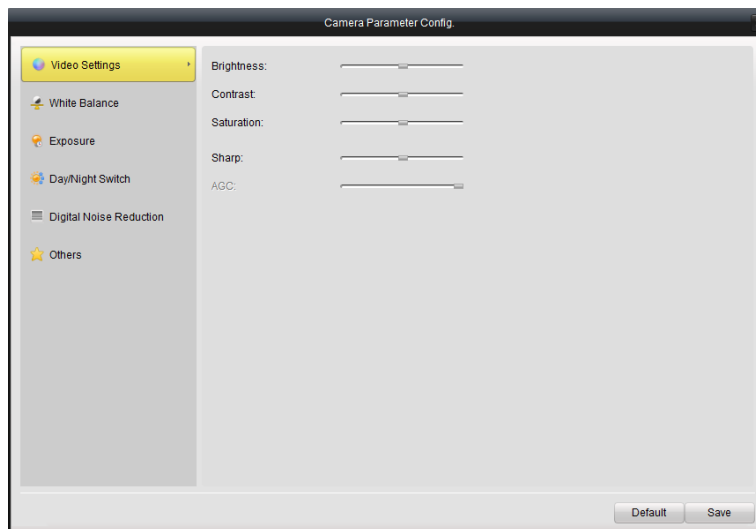 Camera Parameter Config.
Video Settings
White Balance
Exposure
Day/Night Switch
Digital Noise Reduction
Others
Brightness:
Contrast:
Saturation:
Sharp:
AGC:
Default Save